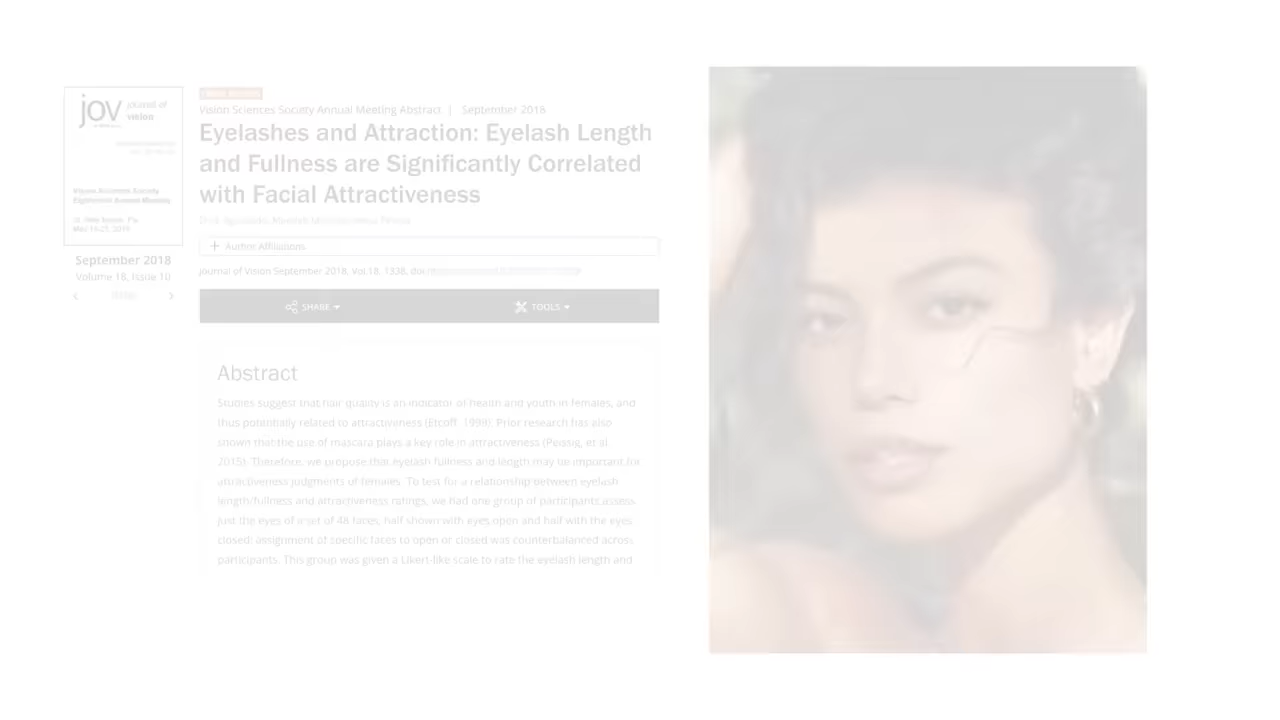 jov journal of
vision
Vision Sciences Society
Eighteenth Annual Meeting
September 2018
Volume 18, Issue 10
Vision Sciences Society Annual Meeting Abstract | September 2018
Eyelashes and Attraction: Eyelash Length
and Fullness are Significantly Correlated
with Facial Attractiveness
+ Author Affiliations
Journal of Vision September 2018, Vol.18, 1338. doi:
SHARE
TOOLS
Abstract
Studies suggest that hair quality is an indicator of health and youth in females, and
thus potentially related to attractiveness (Etcoff, 1999). Prior research has also
shown that the use of mascara plays a key role in attractiveness (Peissig, et al.
2015). Therefore, we propose that eyelash fullness and length may be important for
attractiveness judgments of females. To test for a relationship between eyelash
length/fullness and attractiveness ratings, we had one group of participants assess
just the eyes of a set of 48 faces, half shown with eyes open and half with the eyes
closed; assignment of specific faces to open or closed was counterbalanced across
participants. This group was given a Likert-like scale to rate the eyelash length and